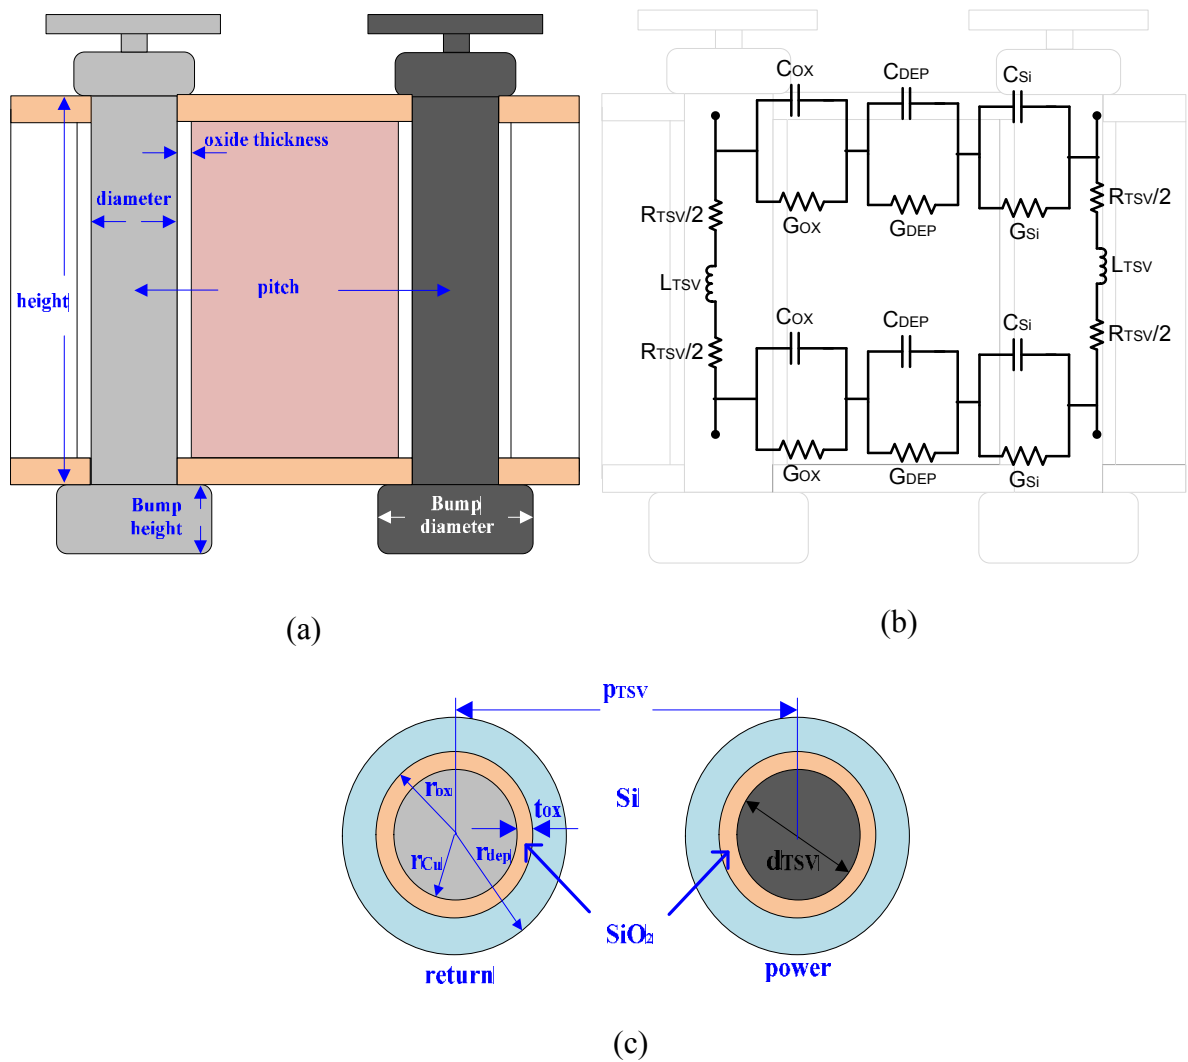 oxide thickness
diameter
height
pitch
Bump
height
Bump
diameter
(a)
COX
CDEP
CSi
RTSV/2
GOX
GDEP
GSi
RTSV/2
LTSV
LTSV
COX
CDEP
CSi
RTSV/2
RTSV/2
GOX
GDEP
GSi
(b)
pTSV
rox
tox
Si
rCu
rdep
dTSV
SiO2
return
power
(c)